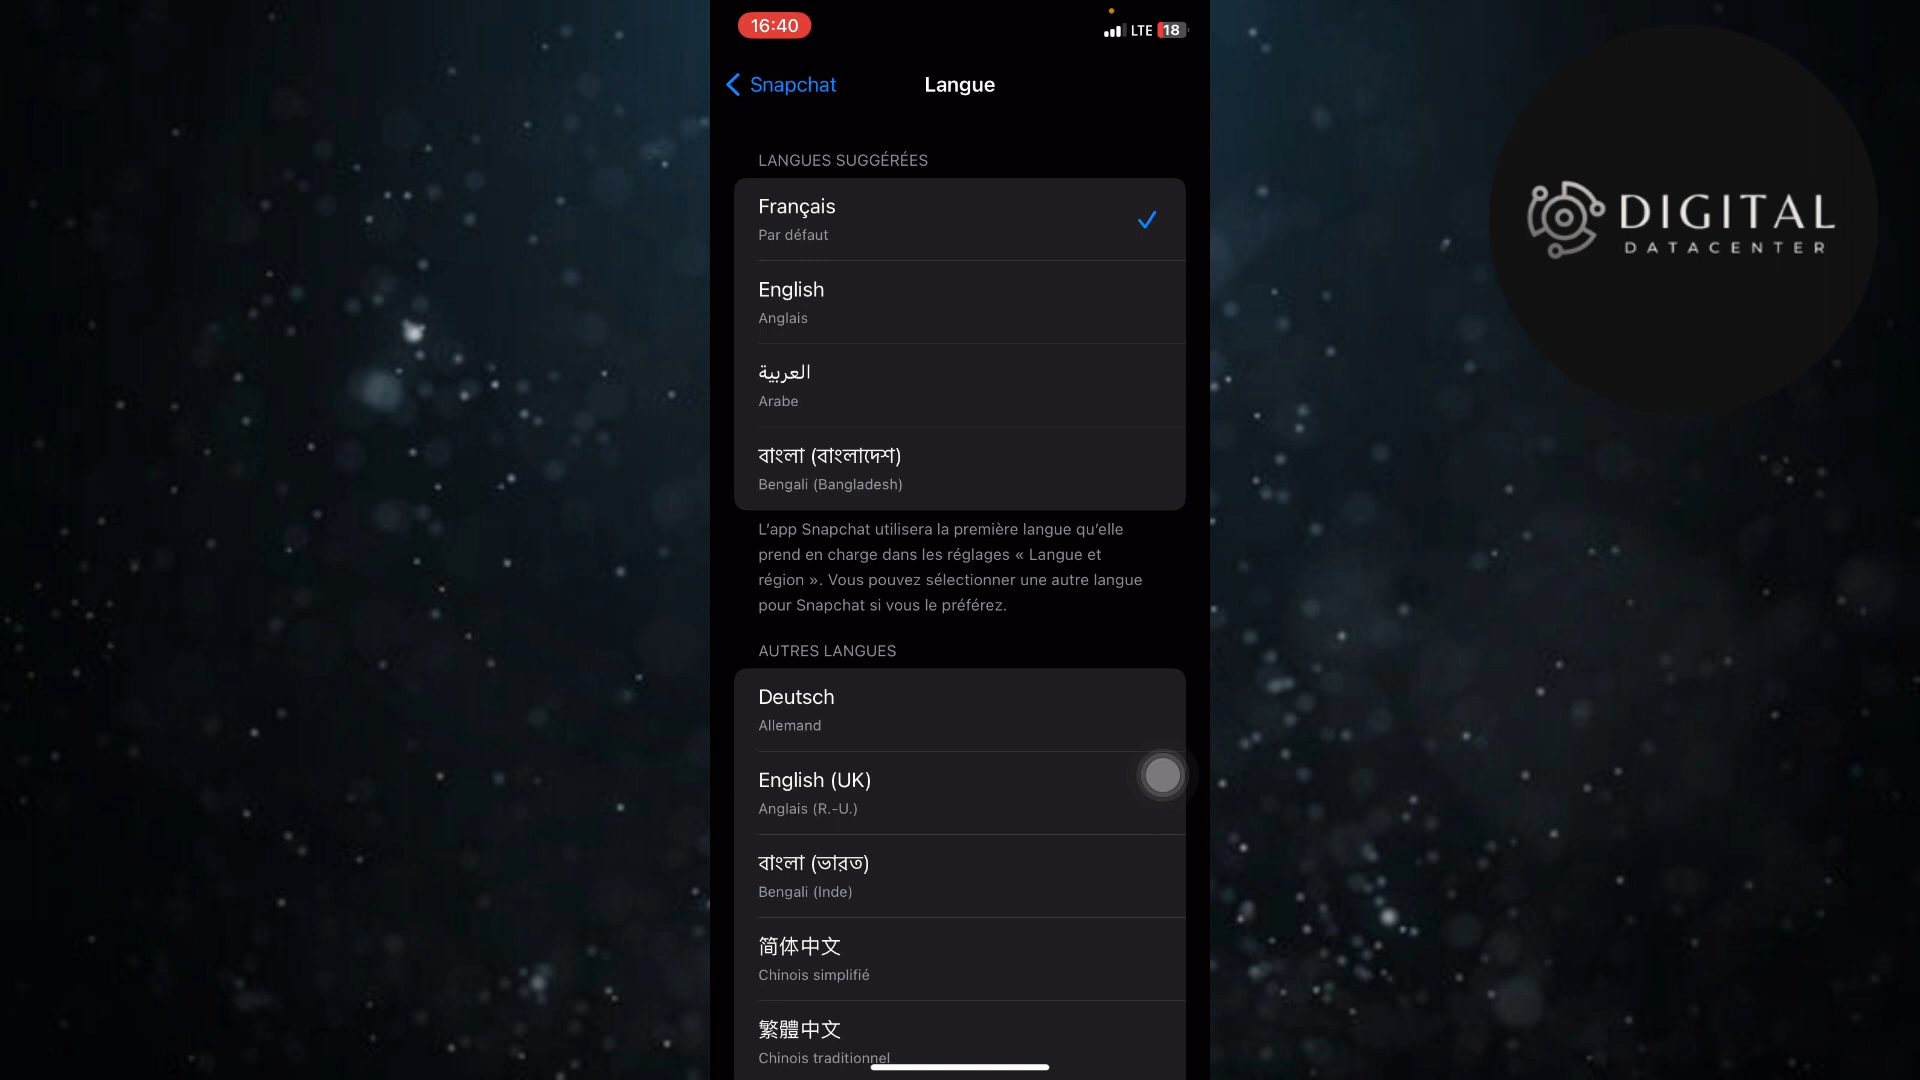 16:40
LTE 18
Snapchat
Langue
LANGUES SUGGÉRÉES
Français
Par défaut
English
Anglais
العربية
Arabe
বাংলা (বাংলাদেশ)
Bengali (Bangladesh)
L’app Snapchat utilisera la première langue qu’elle
prend en charge dans les réglages « Langue et
région ». Vous pouvez sélectionner une autre langue
pour Snapchat si vous le préférez.
AUTRES LANGUES
Deutsch
Allemand
English (UK)
Anglais (R.-U.)
বাংলা (ভারত)
Bengali (Inde)
简体中文
Chinois simplifié
繁體中文
Chinois traditionnel
DIGITAL
DATACENTER